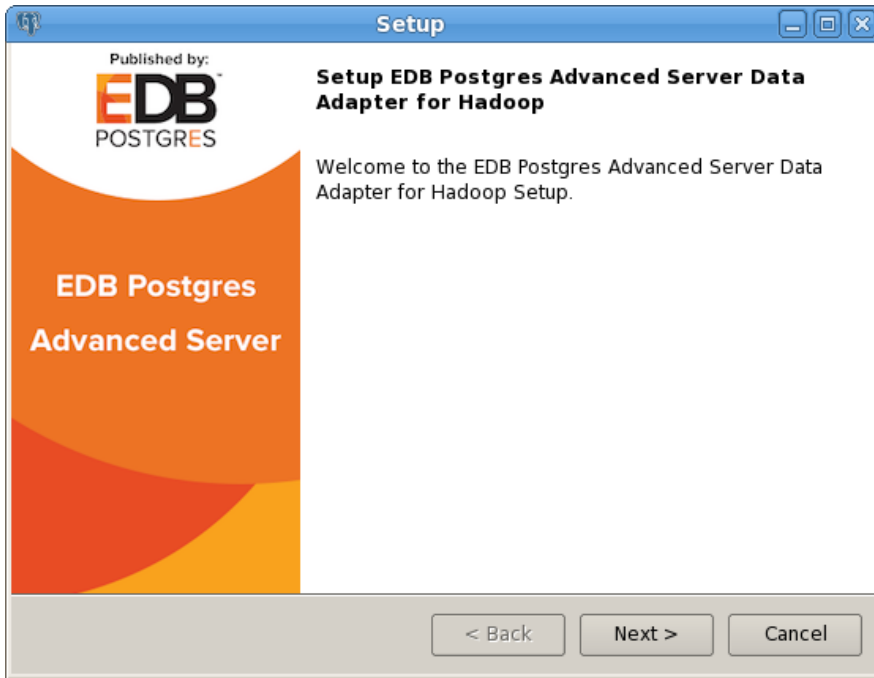 Setup
Published by:
EDB
POSTGRES
EDB Postgres
Advanced Server
Setup EDB Postgres Advanced Server Data
Adapter for Hadoop
Welcome to the EDB Postgres Advanced Server Data
Adapter for Hadoop Setup.
< Back
Next >
Cancel